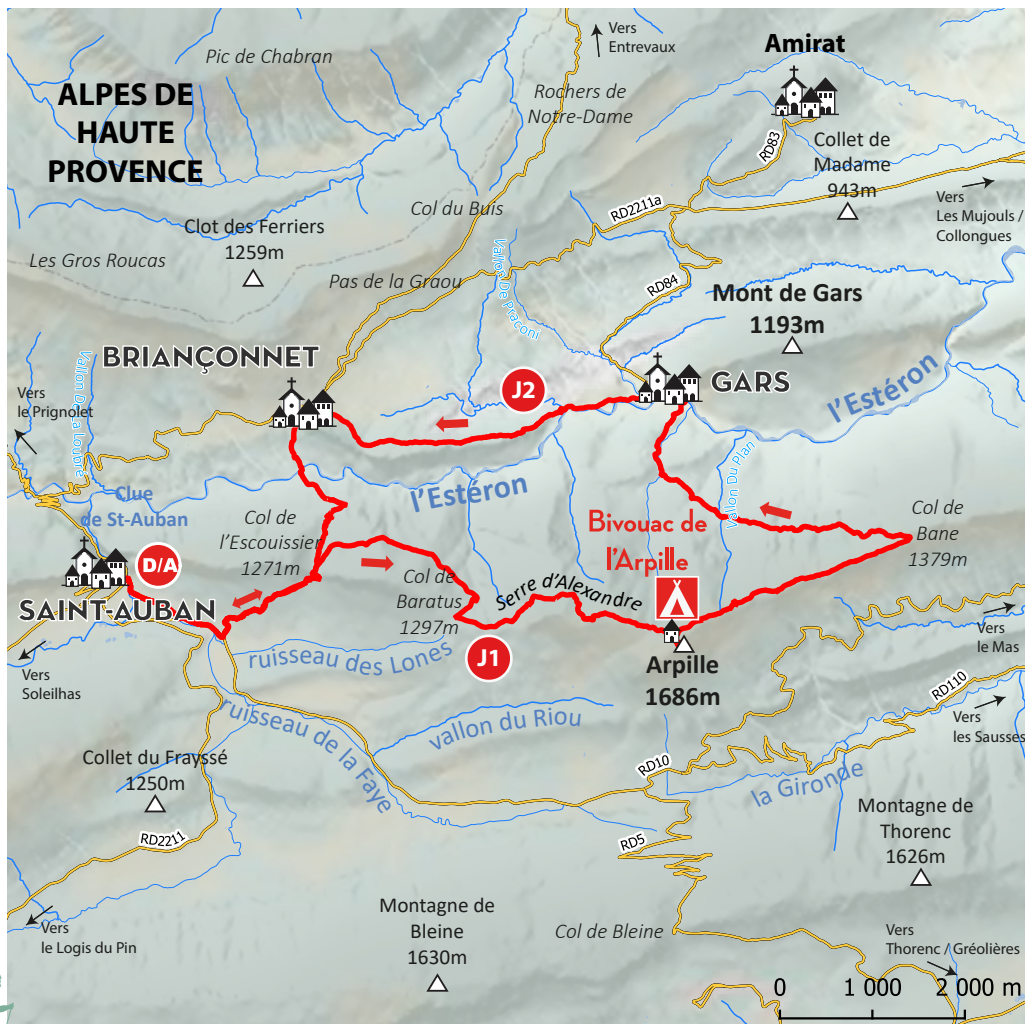 Vers
Entrevaux
Amirat
Pic de Chabran
ALPES DE
HAUTE
PROVENCE
Rochers de
Notre-Dame
RD83
Collet de
Madame
943m
Vers
Les Mujouls /
Collongues
Col du Buis
RD2211a
Clot des Ferriers
1259m
Les Gros Roucas
Pas de la Graou
Vallon De Praconi
RD84
Mont de Gars
1193m
BRIANÇONNET
Vers
le Prignolet
Vallon De La Loubre
J2
GARS
l'Estéron
l'Estéron
Clue
de St-Auban
Vallon Du Plan
Col de
l'Escouissier
1271m
Bivouac de
l'Arpille
Col de
Bane
1379m
D/A
SAINT-AUBAN
Col de
Baratus
1297m
Serre d'Alexandre
J1
Vers
le Mas
Vers
Soleilhas
ruisseau des Lones
Arpille
1686m
RD110
Vers
les Sausses
ruisseau de la Faye
vallon du Riou
Collet du Frayssé
1250m
RD10
la Gironde
Montagne de
Thorenc
1626m
RD2211
RD5
Vers
le Logis du Pin
Montagne de
Bleine
1630m
Col de Bleine
Vers
Thorenc / Gréolières
0 1 000 2 000 m